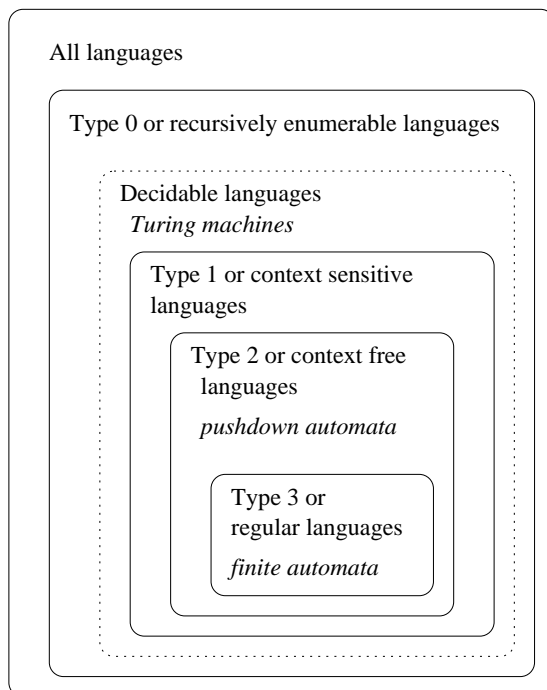 All languages
Type 0 or recursively enumerable languages
Decidable languages
Turing machines
Type 1 or context sensitive
languages
Type 2 or context free
languages
pushdown automata
Type 3 or
regular languages
finite automata